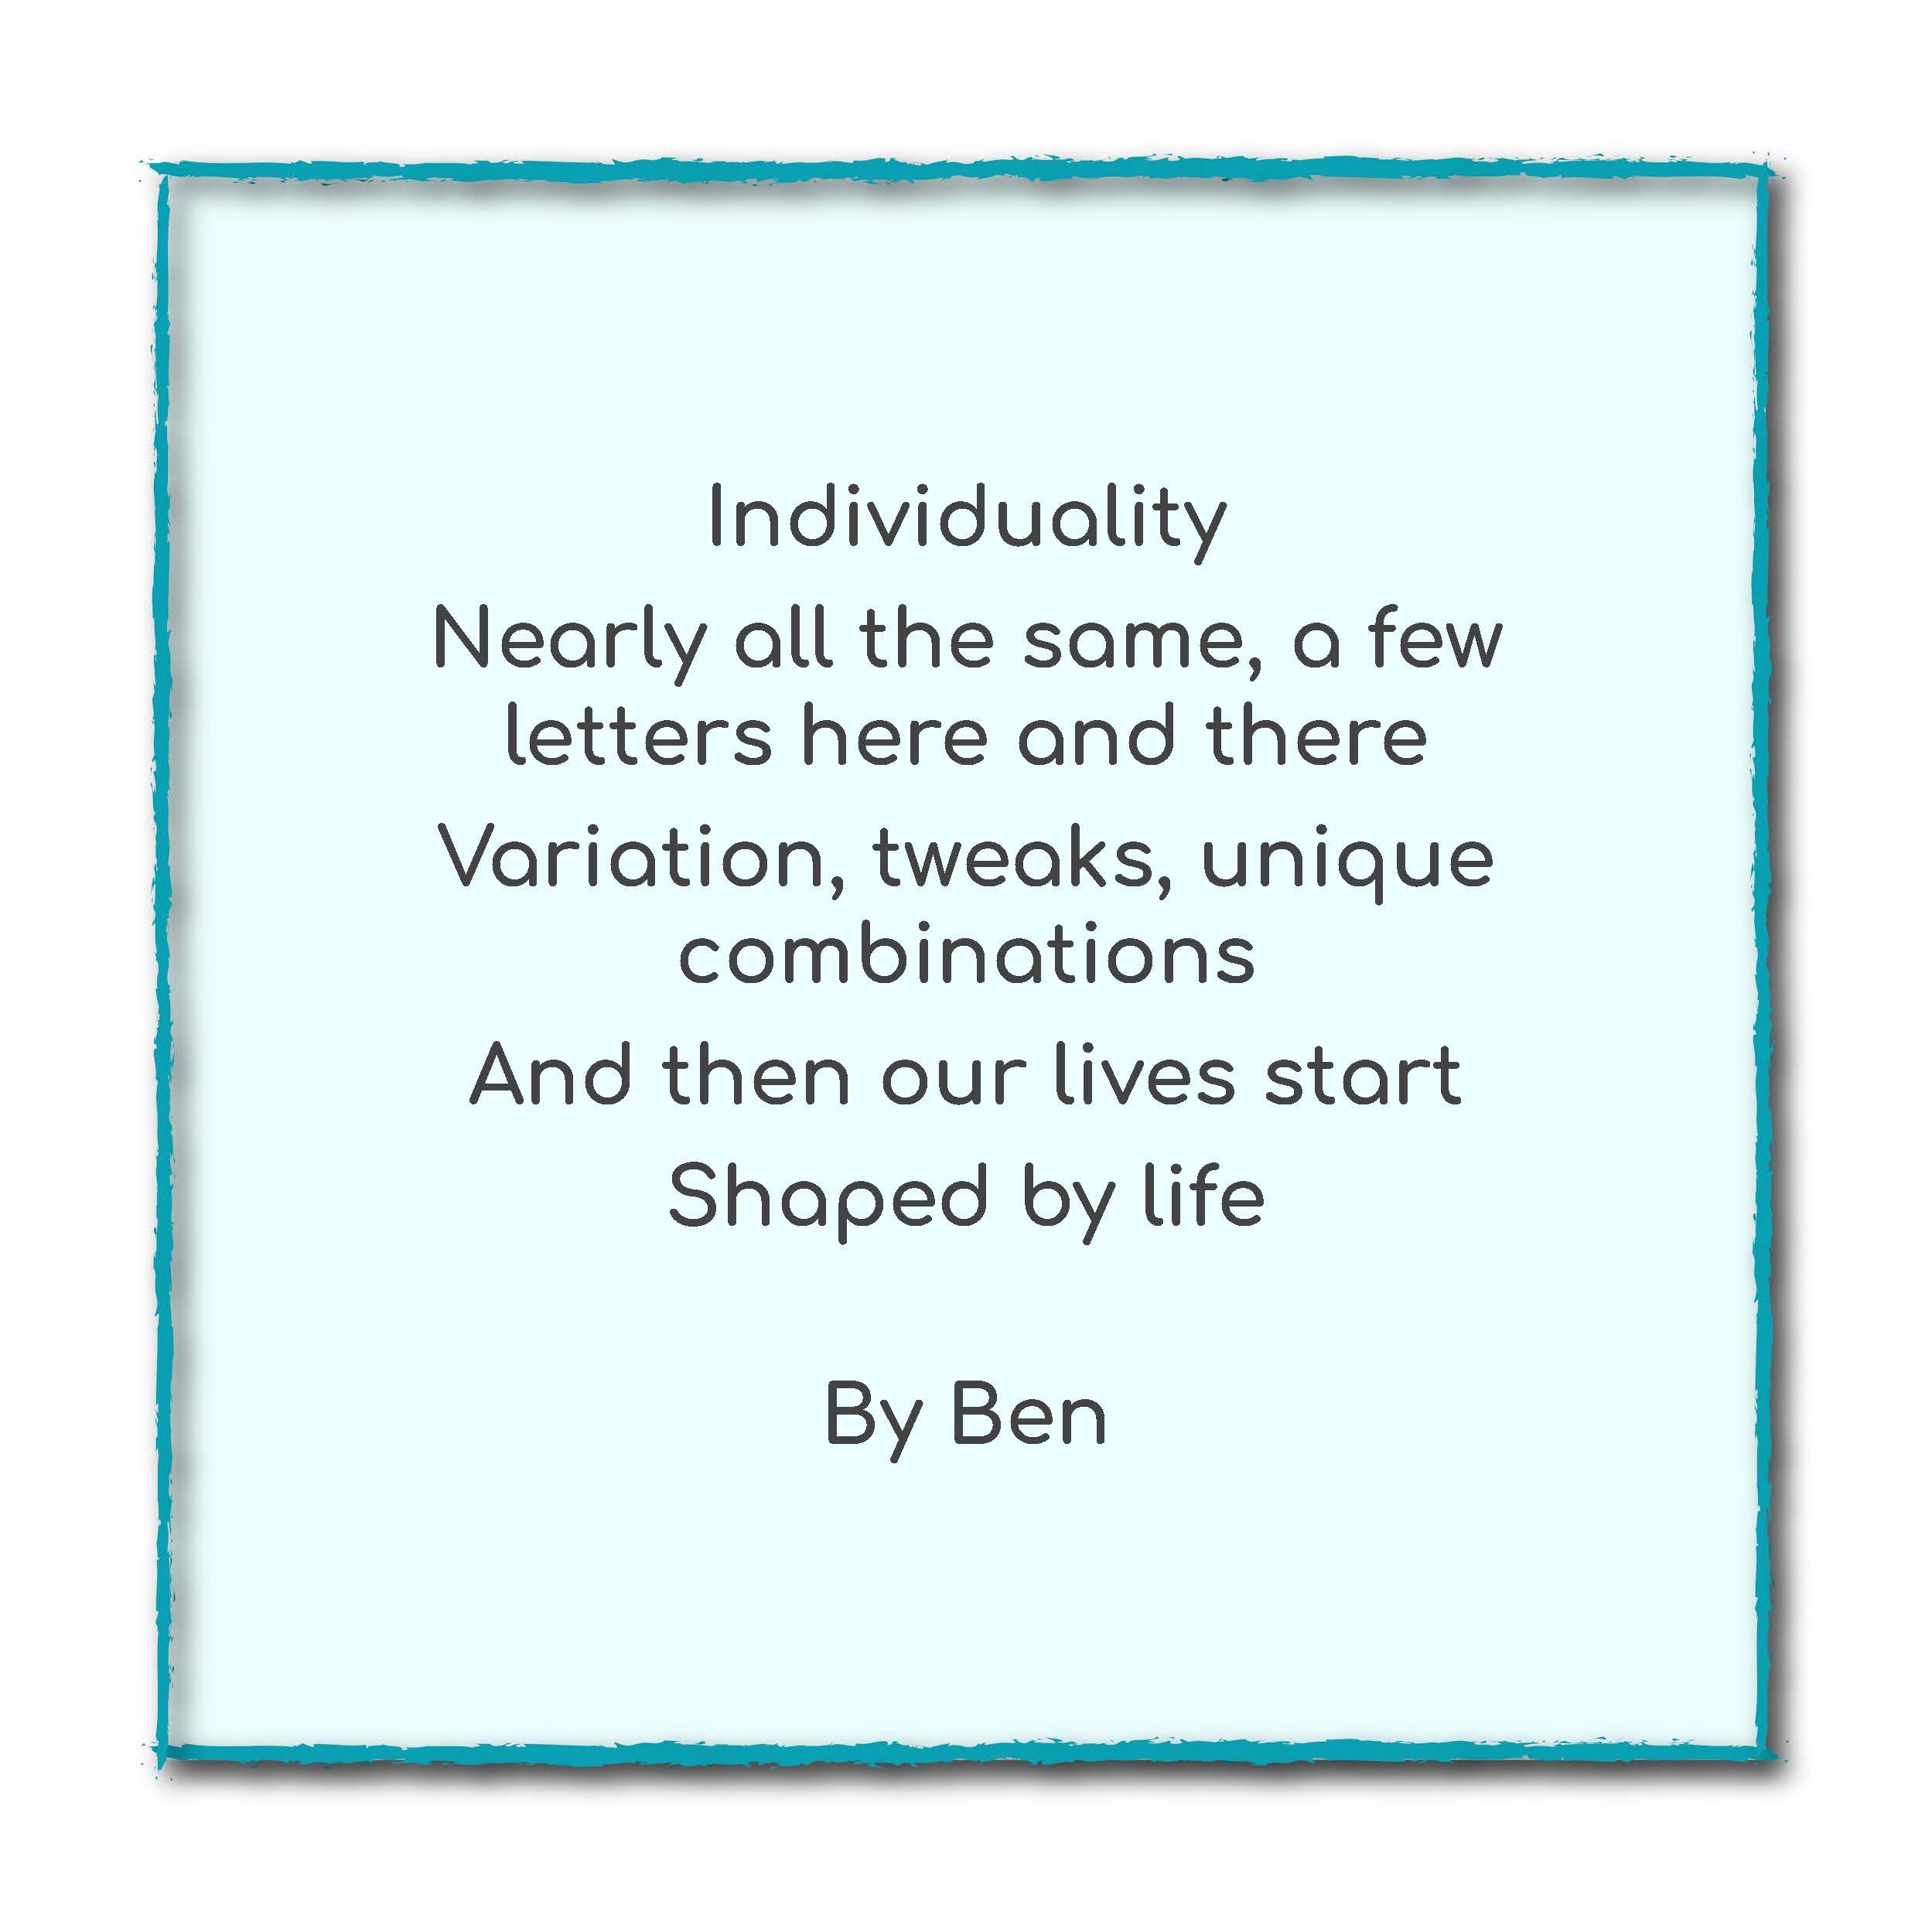 Individuality
Nearly all the same, a few
letters here and there
Variation, tweaks, unique
combinations
And then our lives start
Shaped by life
By Ben